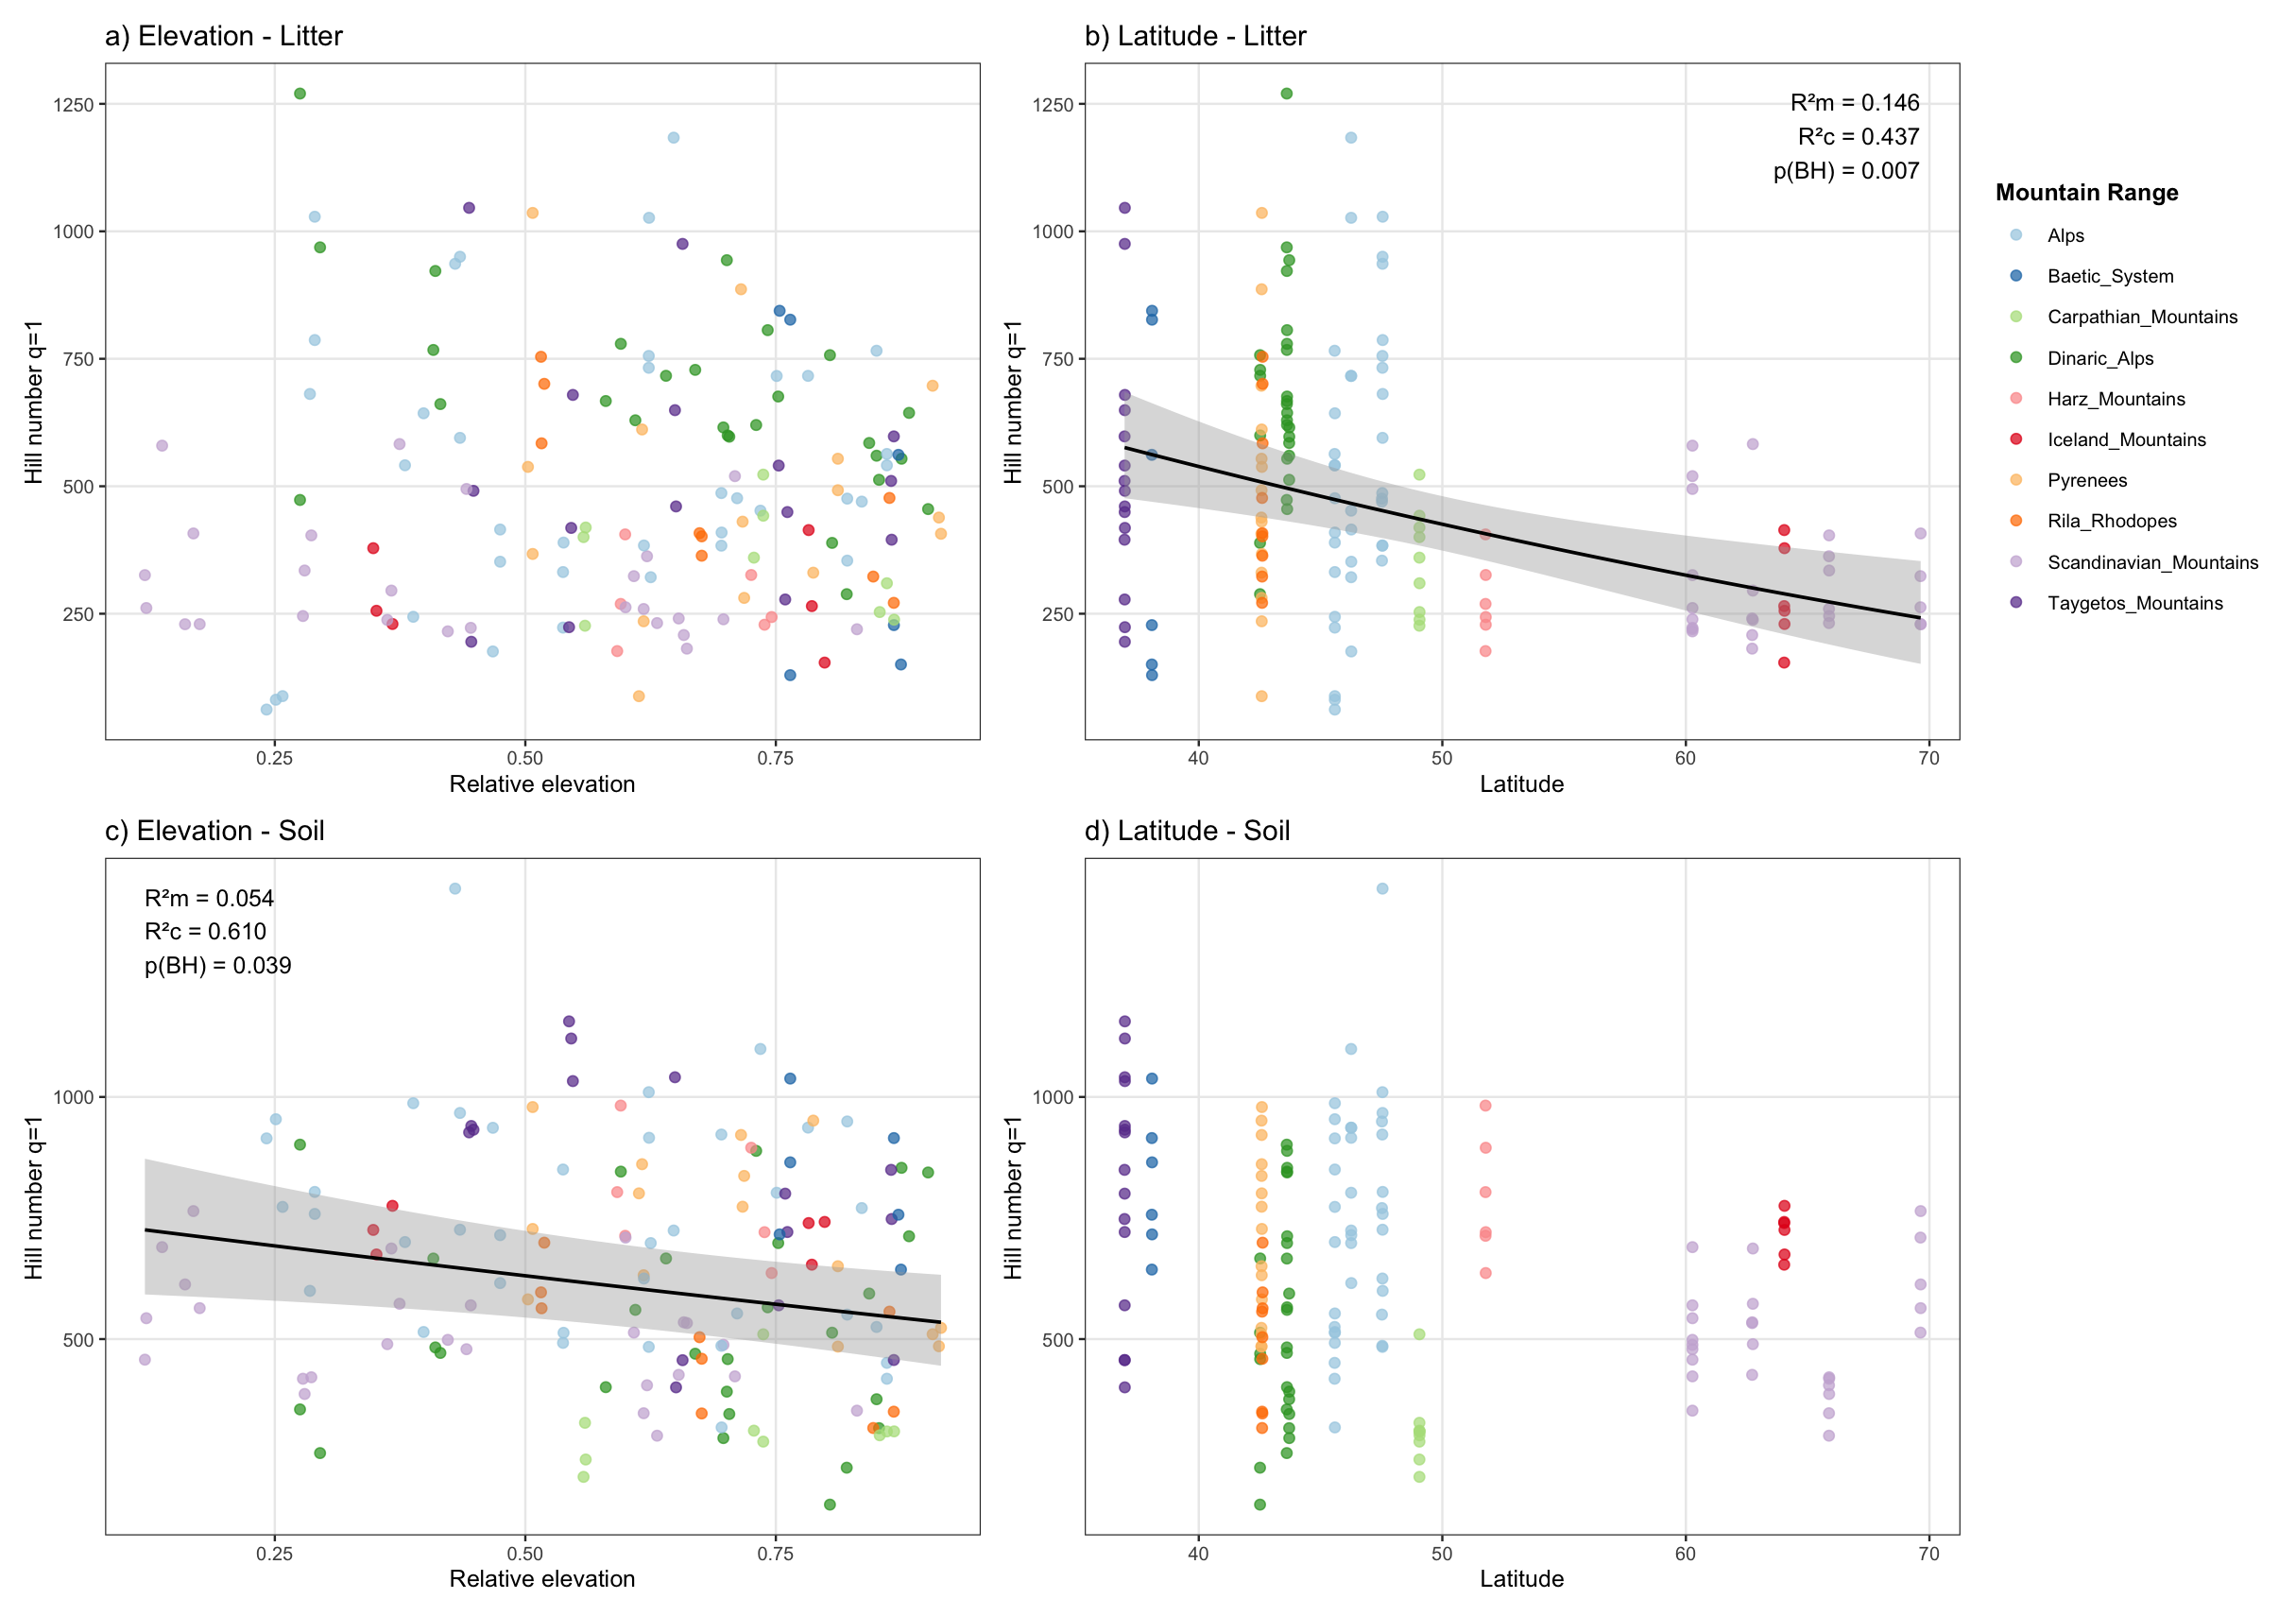 a) Elevation - Litter
1250
1000
750
500
250
Hill number q=1
0.25 0.50 0.75
Relative elevation
b) Latitude - Litter
R²m = 0.146
R²c = 0.437
p(BH) = 0.007
1250
1000
750
500
250
Hill number q=1
40 50 60 70
Latitude
Mountain Range
Alps
Baetic_System
Carpathian_Mountains
Dinaric_Alps
Harz_Mountains
Iceland_Mountains
Pyrenees
Rila_Rhodopes
Scandinavian_Mountains
Taygetos_Mountains
c) Elevation - Soil
R²m = 0.054
R²c = 0.610
p(BH) = 0.039
1000
500
Hill number q=1
0.25 0.50 0.75
Relative elevation
d) Latitude - Soil
1000
500
Hill number q=1
40 50 60 70
Latitude